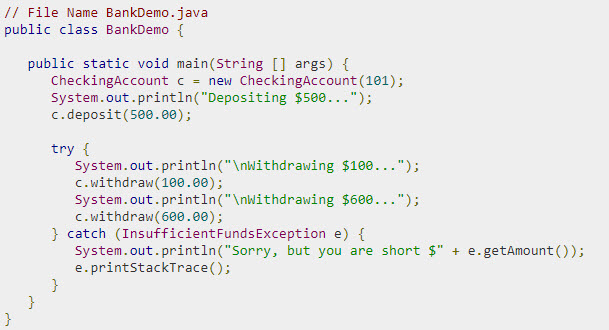 // File Name BankDemo.java
public class BankDemo {
public static void main(String [] args) {
CheckingAccount c = new CheckingAccount(101);
System.out.println("Depositing $500...");
c.deposit(500.00);
try {
System.out.println("\nWithdrawing $100...");
c.withdraw(100.00);
System.out.println("\nWithdrawing $600...");
c.withdraw(600.00);
} catch (InsufficientFundsException e) {
System.out.println("Sorry, but you are short $" + e.getAmount());
e.printStackTrace();
}
}
}